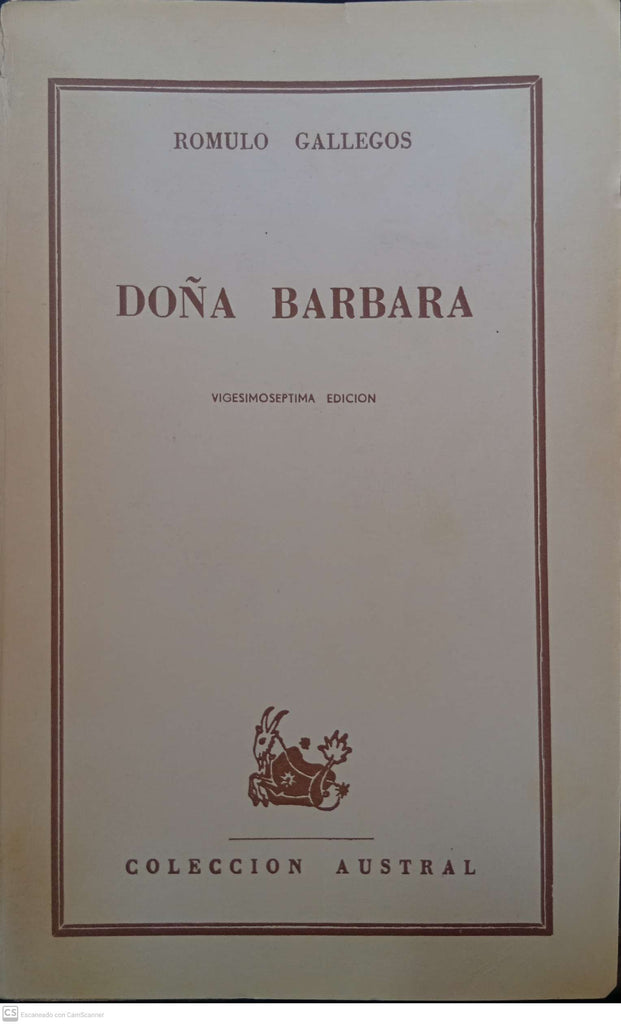 ROMULO GALLEGOS
DOÑA BARBARA
VIGESIMOSEPTIMA EDICION
COLECCION AUSTRAL
CS Escaneado con CamScanner